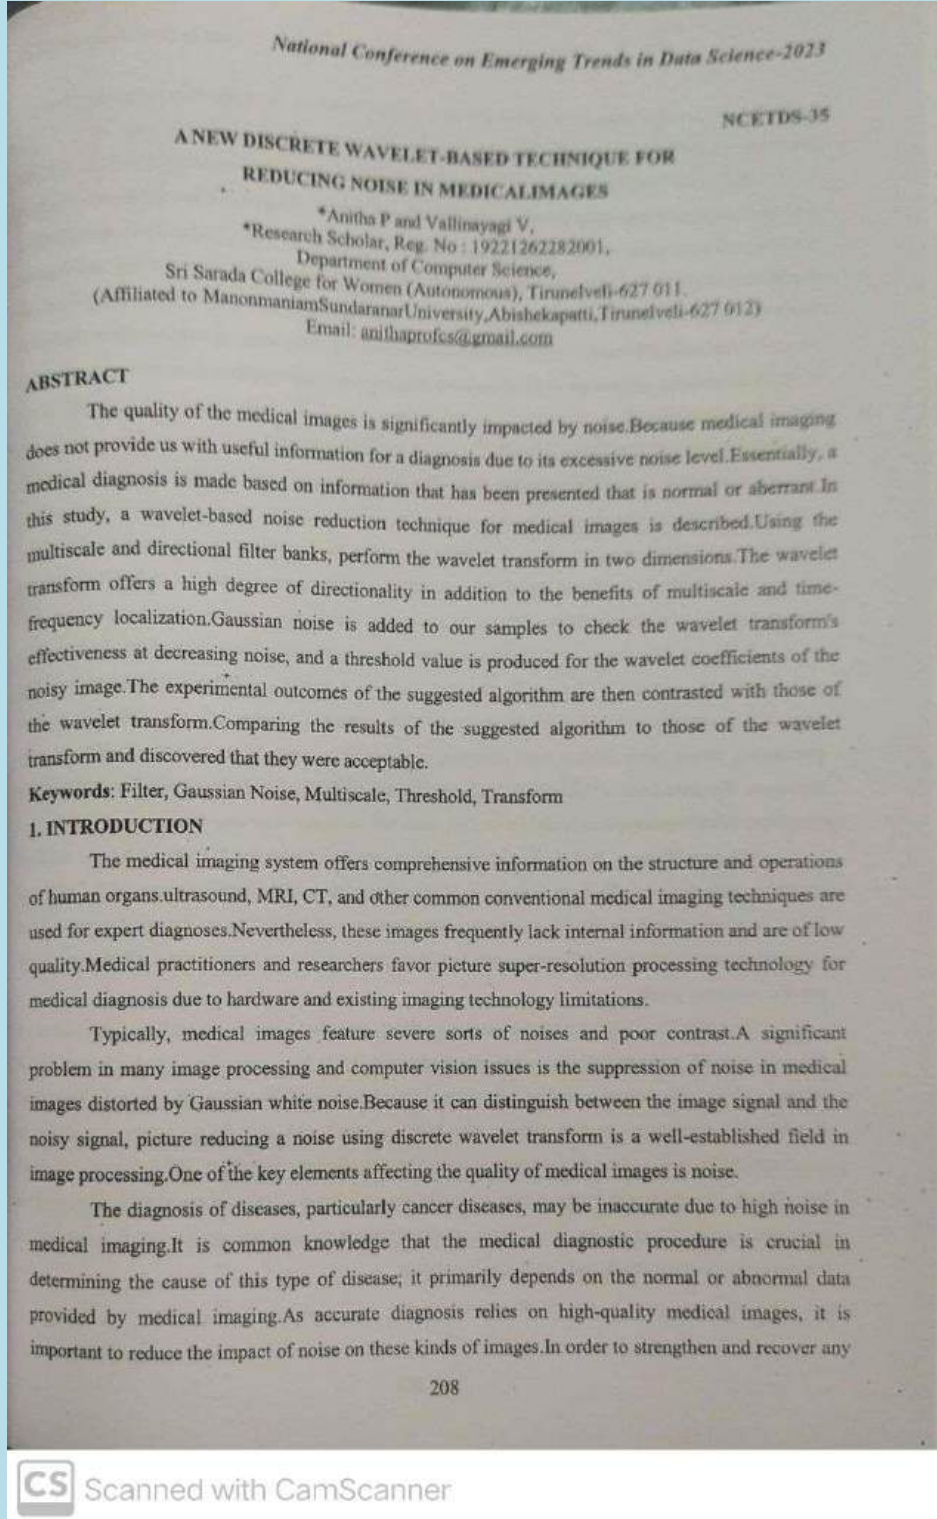 National Conference on Emerging Trends in Data Science-2023
NCETDS-35
A NEW DISCRETE WAVELET-BASED TECHNIQUE FOR
REDUCING NOISE IN MEDICALIMAGES
*Anitha P and Vallinayagi V,
*Research Scholar, Reg. No : 19221262282001,
Department of Computer Science,
Sri Sarada College for Women (Autonomous), Tirunelveli-627 011.
(Affiliated to ManonmaniamSundaranarUniversity,Abishekapatti,Tirunelveli-627 012)
Email: anithaprofcs@gmail.com
ABSTRACT
The quality of the medical images is significantly impacted by noise.Because medical imaging
does not provide us with useful information for a diagnosis due to its excessive noise level.Essentially, a
medical diagnosis is made based on information that has been presented that is normal or aberrant.In
this study, a wavelet-based noise reduction technique for medical images is described.Using the
multiscale and directional filter banks, perform the wavelet transform in two dimensions.The wavelet
transform offers a high degree of directionality in addition to the benefits of multiscale and time-
frequency localization.Gaussian noise is added to our samples to check the wavelet transform's
effectiveness at decreasing noise, and a threshold value is produced for the wavelet coefficients of the
noisy image.The experimental outcomes of the suggested algorithm are then contrasted with those of
the wavelet transform.Comparing the results of the suggested algorithm to those of the wavelet
transform and discovered that they were acceptable.
Keywords: Filter, Gaussian Noise, Multiscale, Threshold, Transform
1. INTRODUCTION
The medical imaging system offers comprehensive information on the structure and operations
of human organs.ultrasound, MRI, CT, and other common conventional medical imaging techniques are
used for expert diagnoses.Nevertheless, these images frequently lack internal information and are of low
quality.Medical practitioners and researchers favor picture super-resolution processing technology for
medical diagnosis due to hardware and existing imaging technology limitations.
Typically, medical images feature severe sorts of noises and poor contrast.A significant
problem in many image processing and computer vision issues is the suppression of noise in medical
images distorted by Gaussian white noise.Because it can distinguish between the image signal and the
noisy signal, picture reducing a noise using discrete wavelet transform is a well-established field in
image processing.One of the key elements affecting the quality of medical images is noise.
The diagnosis of diseases, particularly cancer diseases, may be inaccurate due to high noise in
medical imaging.It is common knowledge that the medical diagnostic procedure is crucial in
determining the cause of this type of disease; it primarily depends on the normal or abnormal data
provided by medical imaging.As accurate diagnosis relies on high-quality medical images, it is
important to reduce the impact of noise on these kinds of images.In order to strengthen and recover any
208
CS Scanned with CamScanner